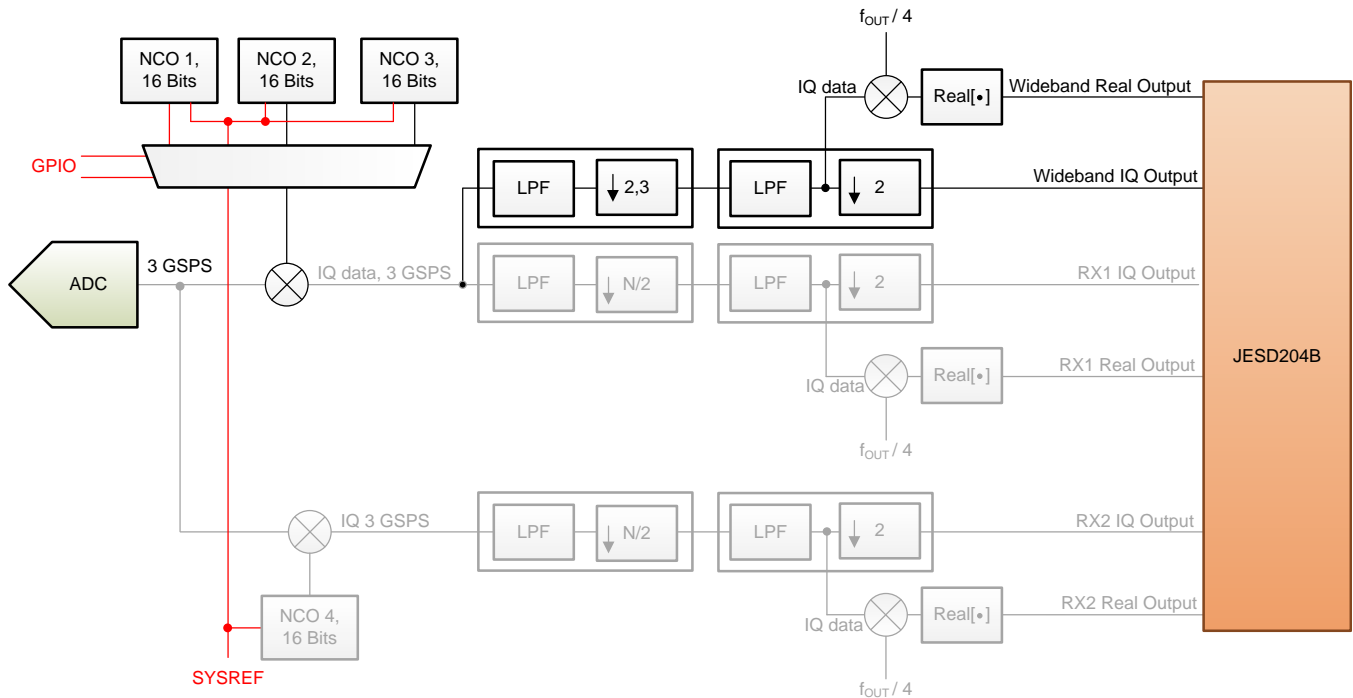 f_OUT / 4
NCO 1,
16 Bits
NCO 2,
16 Bits
NCO 3,
16 Bits
IQ data
Real[•]
Wideband Real Output
GPIO
LPF
2,3
LPF
2
Wideband IQ Output
ADC
3 GSPS
IQ data, 3 GSPS
LPF
N/2
LPF
2
RX1 IQ Output
JESD204B
IQ data
Real[•]
RX1 Real Output
f_OUT / 4
IQ 3 GSPS
LPF
N/2
LPF
2
RX2 IQ Output
NCO 4,
16 Bits
IQ data
Real[•]
RX2 Real Output
SYSREF
f_OUT / 4